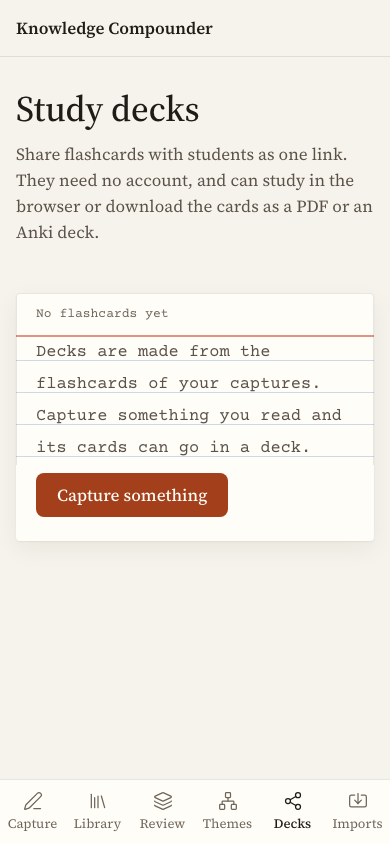 Knowledge Compounder
Study decks
Share flashcards with students as one link.
They need no account, and can study in the
browser or download the cards as a PDF or an
Anki deck.
No flashcards yet
Decks are made from the
flashcards of your captures.
Capture something you read and
its cards can go in a deck.
Capture something
Capture Library Review Themes Decks Imports